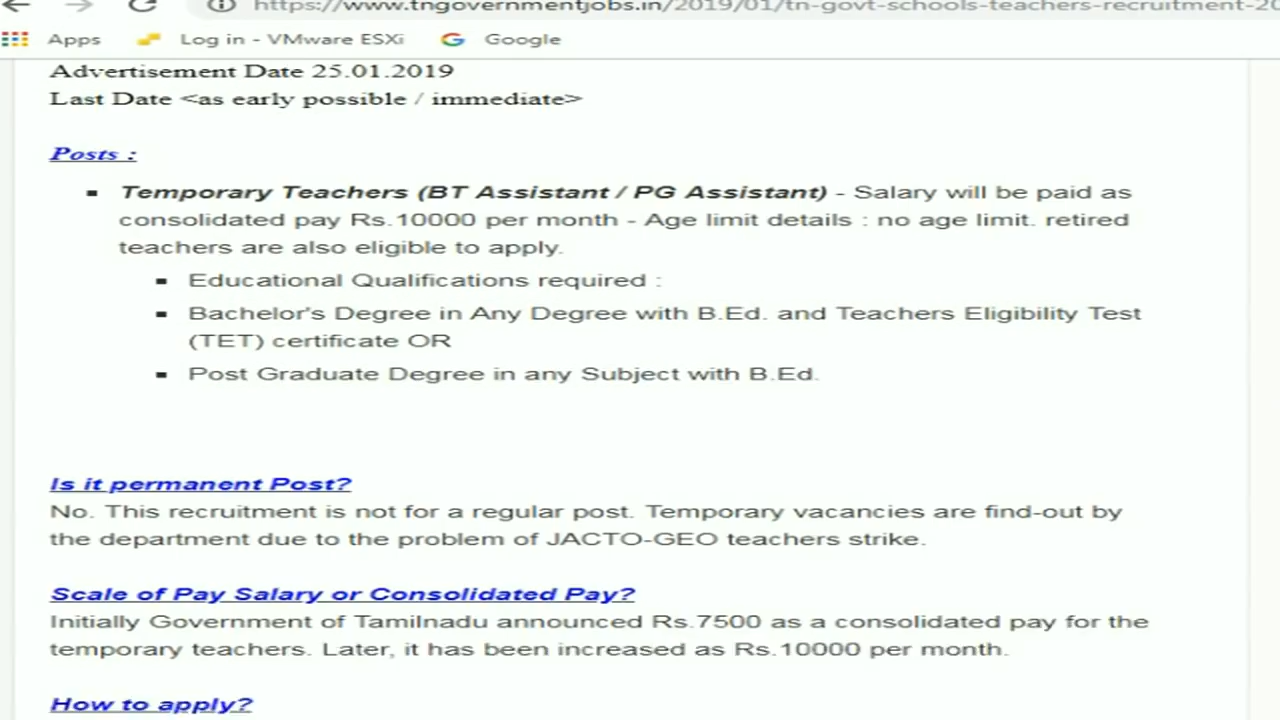 https://www.tngovernmentjobs.in/2019/01/tn-govt-schools-teachers-recruitment-20
Apps Log in - VMware ESXi Google
Advertisement Date 25.01.2019
Last Date <as early possible / immediate>
Posts :
Temporary Teachers (BT Assistant / PG Assistant) - Salary will be paid as
consolidated pay Rs.10000 per month - Age limit details : no age limit. retired
teachers are also eligible to apply.
Educational Qualifications required :
Bachelor's Degree in Any Degree with B.Ed. and Teachers Eligibility Test
(TET) certificate OR
Post Graduate Degree in any Subject with B.Ed.
Is it permanent Post?
No. This recruitment is not for a regular post. Temporary vacancies are find-out by
the department due to the problem of JACTO-GEO teachers strike.
Scale of Pay Salary or Consolidated Pay?
Initially Government of Tamilnadu announced Rs.7500 as a consolidated pay for the
temporary teachers. Later, it has been increased as Rs.10000 per month.
How to apply?